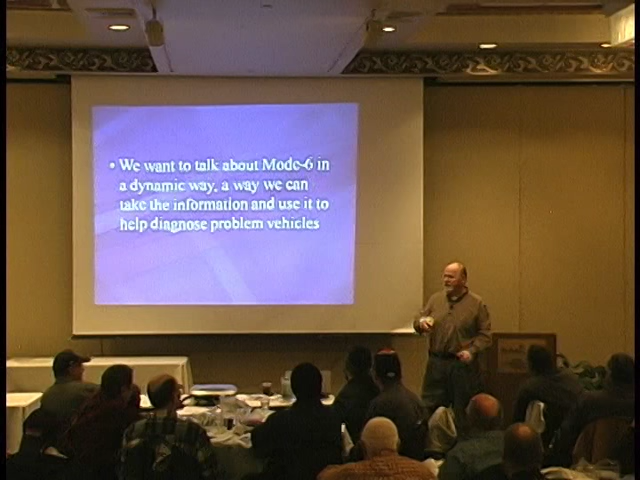 • We want to talk about Mode-6 in
a dynamic way, a way we can
take the information and use it to
help diagnose problem vehicles